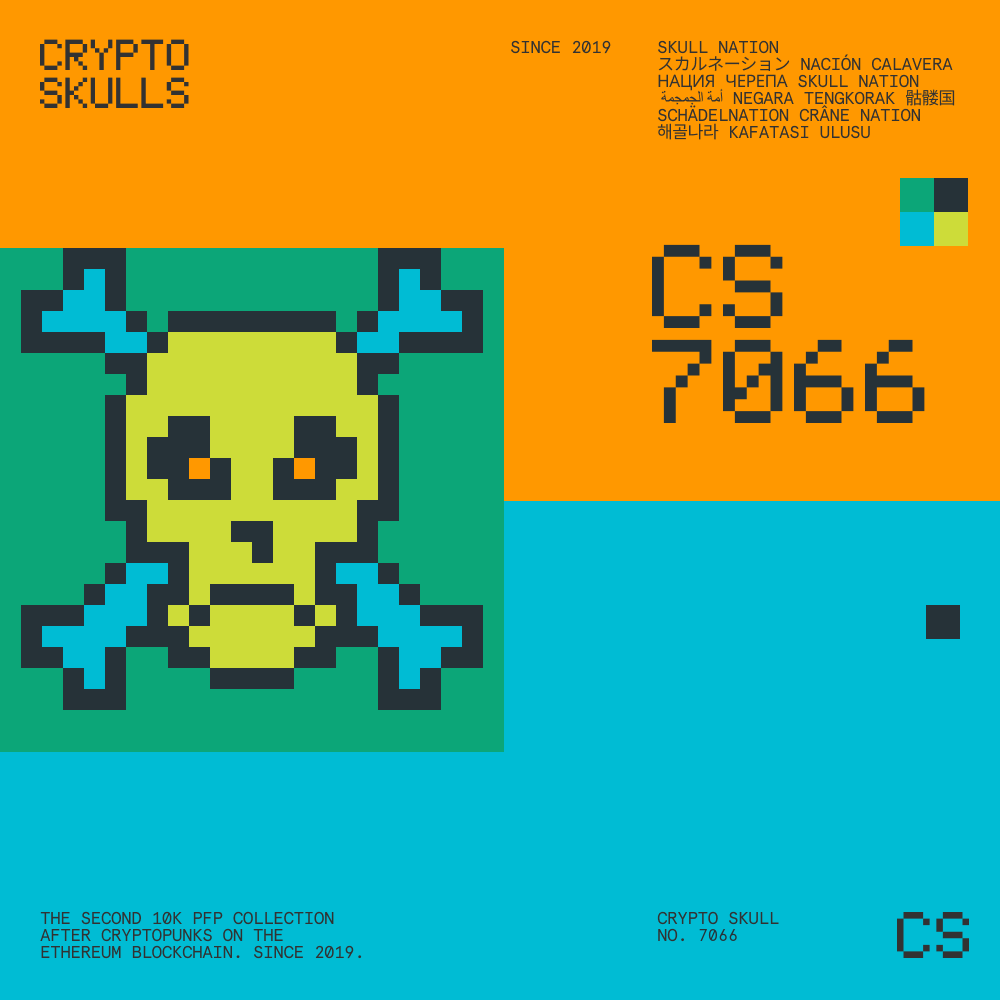 CRYPTO
SKULLS
SINCE 2019
SKULL NATION
スカルネーション NACIÓN CALAVERA
НАЦИЯ ЧЕРЕПА SKULL NATION
أمة الجمجمة NEGARA TENGKORAK 骷髅国
SCHÄDELNATION CRÂNE NATION
해골나라 KAFATASI ULUSU
CS
7066
THE SECOND 10K PFP COLLECTION
AFTER CRYPTOPUNKS ON THE
ETHEREUM BLOCKCHAIN. SINCE 2019.
CRYPTO SKULL
NO. 7066
CS